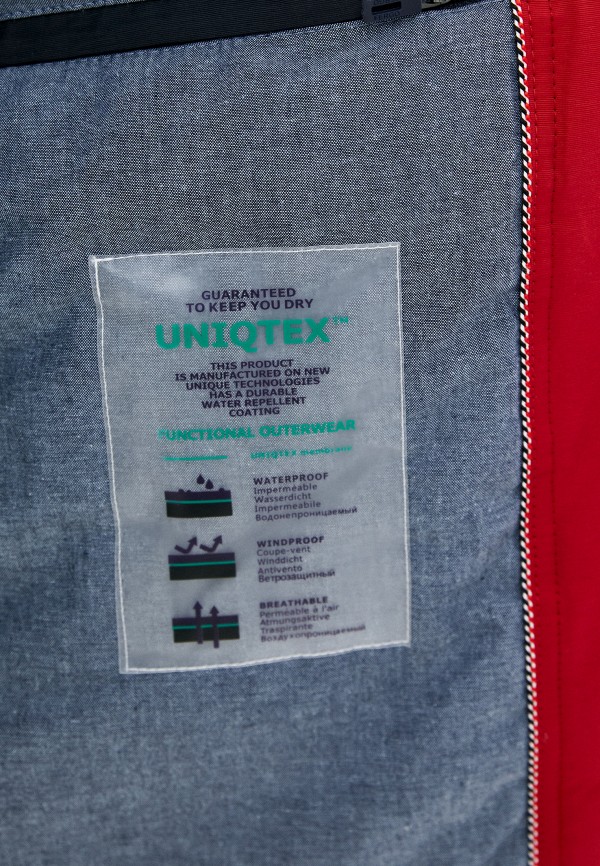 GUARANTEED
TO KEEP YOU DRY
UNIQTEX™
THIS PRODUCT
IS MANUFACTURED ON NEW
UNIQUE TECHNOLOGIES
HAS A DURABLE
WATER REPELLENT
COATING
FUNCTIONAL OUTERWEAR
UNIQTEX membrane
WATERPROOF
Impermeable
Wasserdicht
Impermeabile
Водонепроницаемый
WINDPROOF
Coupe-vent
Winddicht
Antivento
Ветрозащитный
BREATHABLE
Perméable à l'air
Atmungsaktive
Traspirante
Воздухопроницаемый